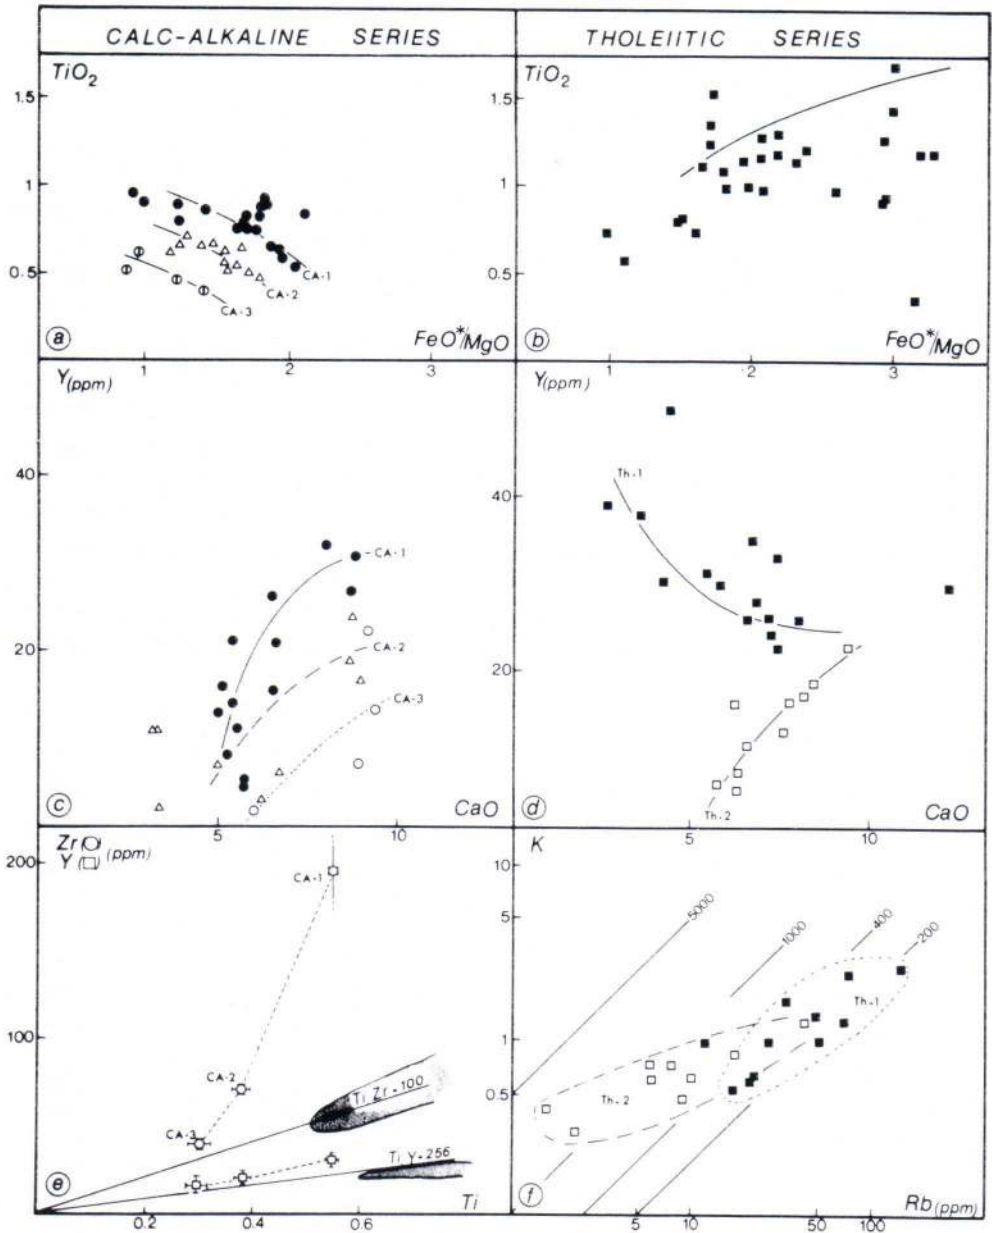 CALC-ALKALINE SERIES
THOLEIITIC SERIES
TiO2
1.5
1
0.5
CA-1
CA-2
CA-3
a
FeO*/MgO
1 2 3
TiO2
1.5
1
0.5
b
FeO*/MgO
2 3
Y(ppm)
40
20
CA-1
CA-2
CA-3
c
CaO
5 10
Y(ppm)
40
20
Th-1
Th-2
d
CaO
5 10
Zr(○) (ppm)
Y(□)
200
100
CA-1
CA-2
CA-3
Ti Zr=100
Ti Y=256
e
Ti
0.2 0.4 0.6
K
10
5
1
0.5
5000
1000
400
200
Th-1
Th-2
f
Rb(ppm)
5 10 50 100